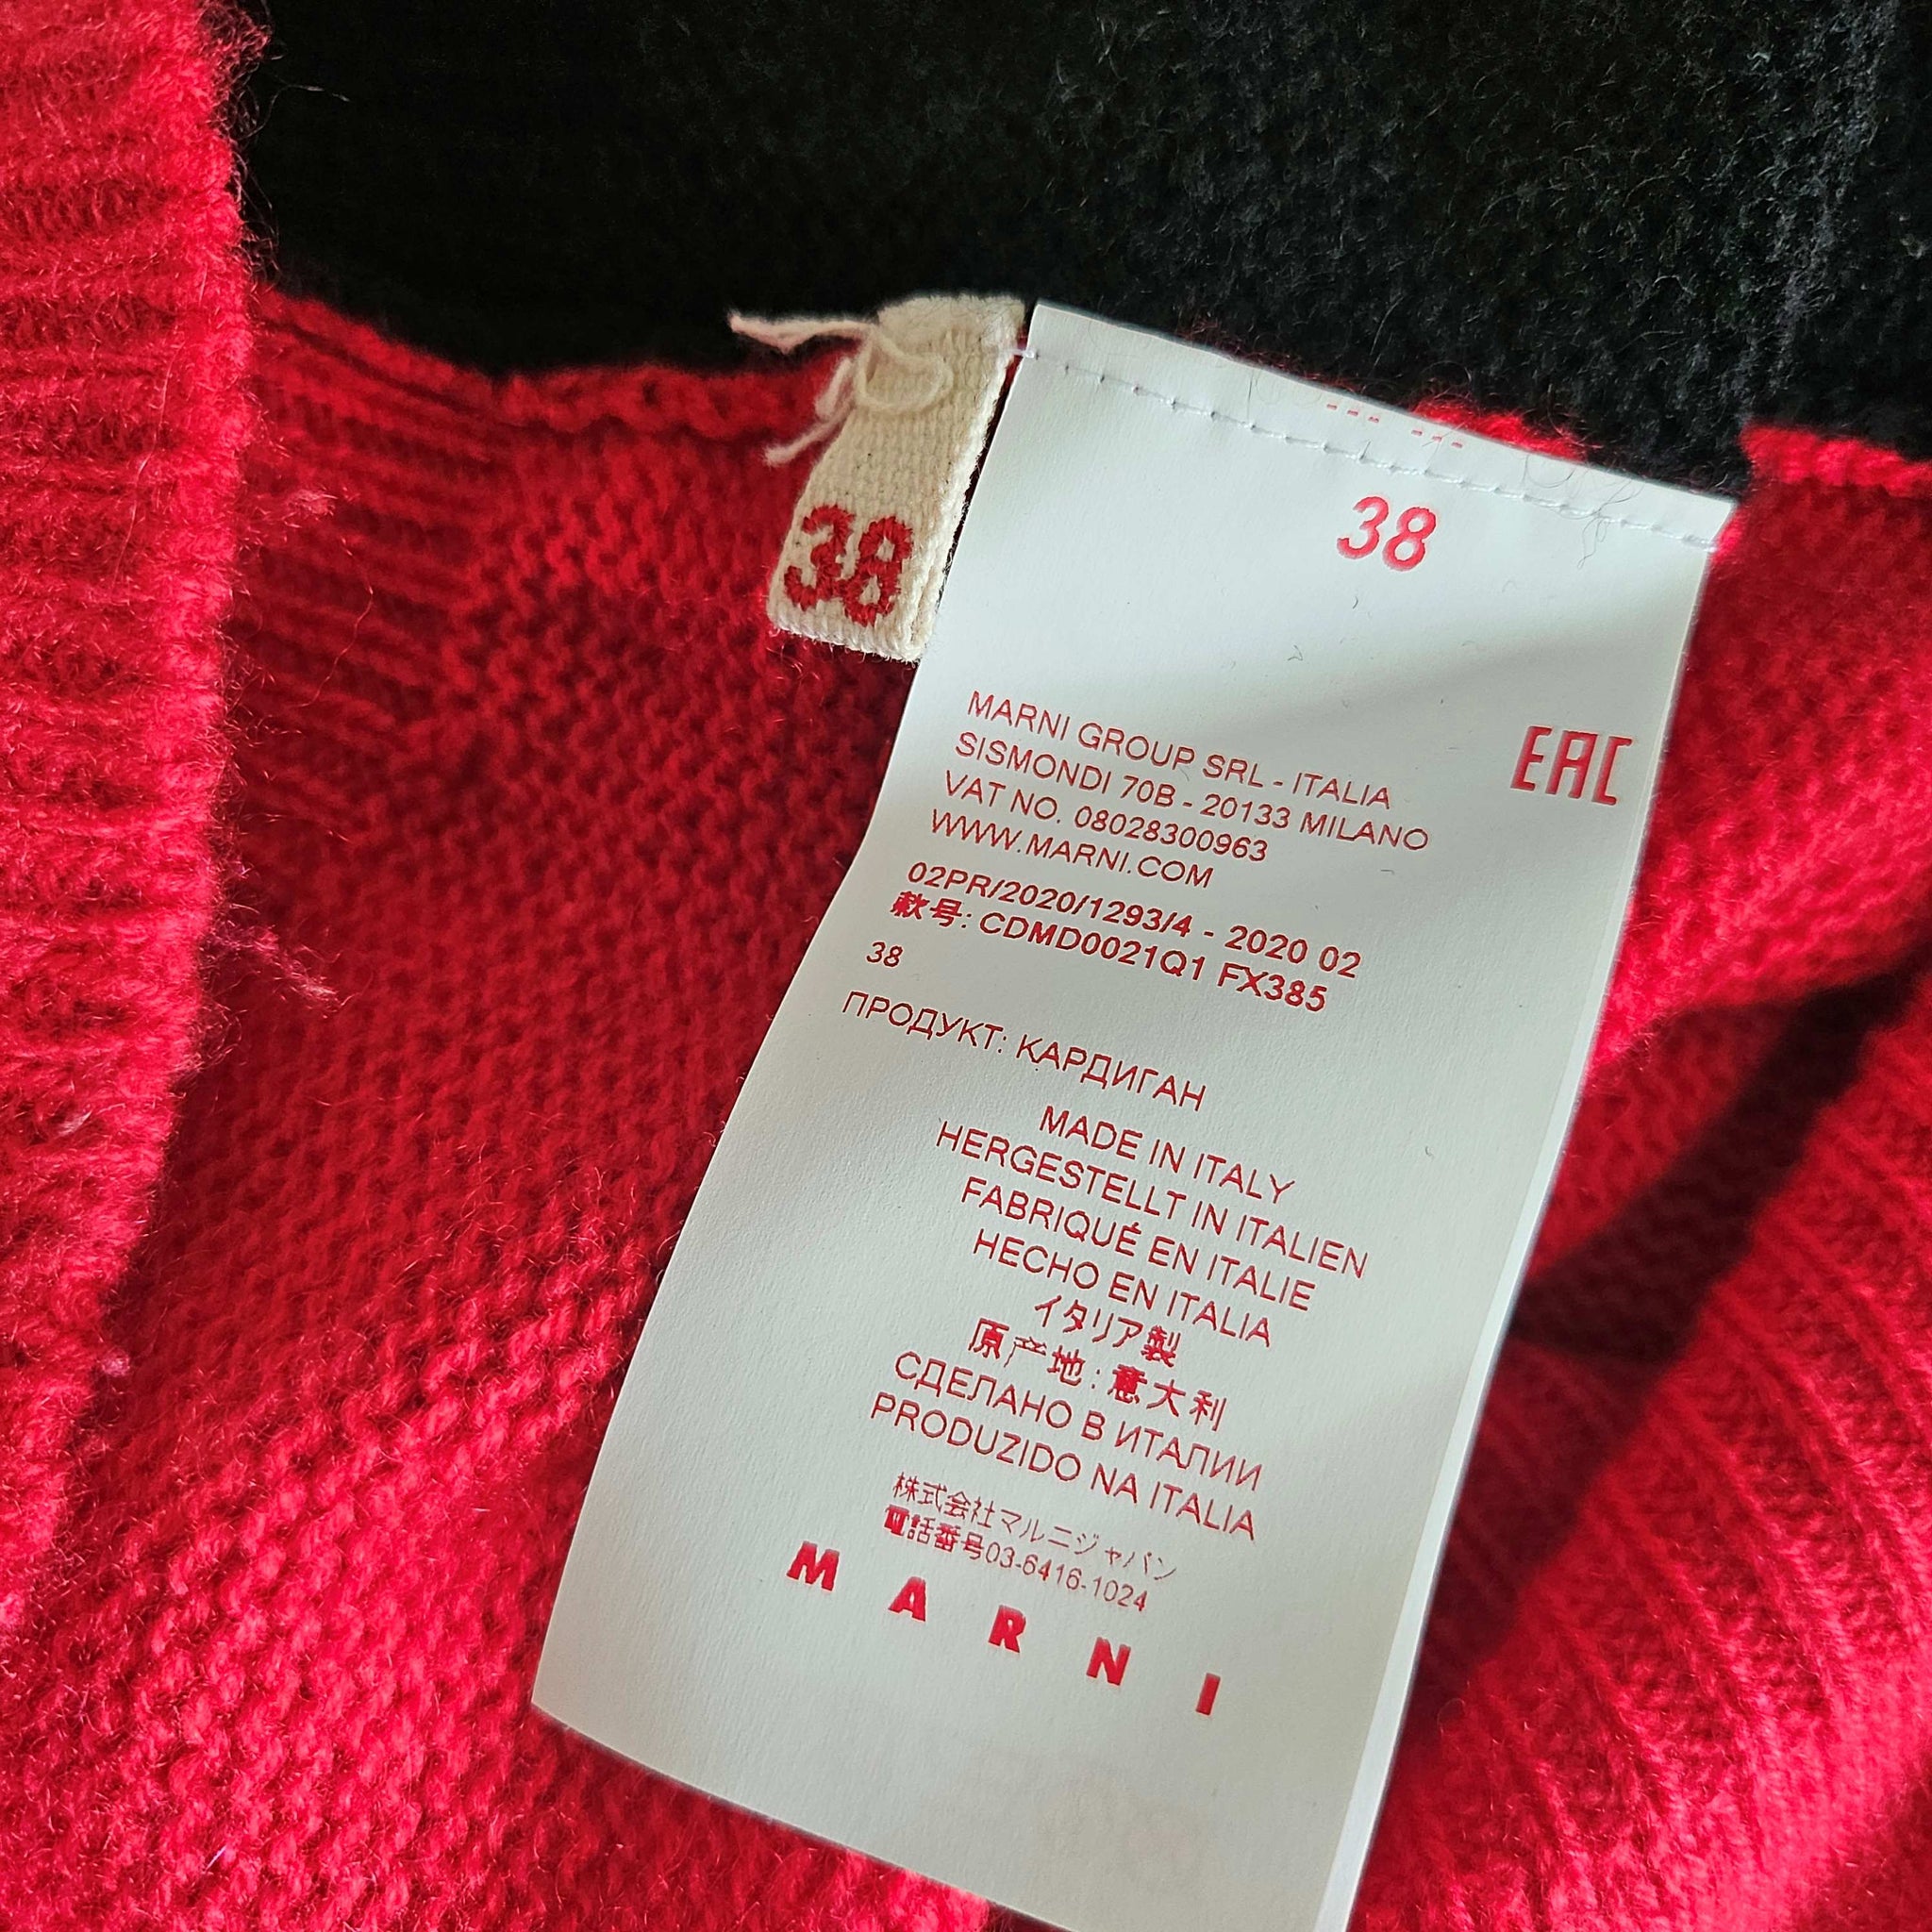 38
38
MARNI GROUP SRL - ITALIA
SISMONDI 70B - 20133 MILANO
VAT NO. 08028300963
WWW.MARNI.COM
EAC
02PR/2020/1293/4 - 2020 02
款号: CDMD0021Q1 FX385
38
ПРОДУКТ: КАРДИГАН
MADE IN ITALY
HERGESTELLT IN ITALIEN
FABRIQUÉ EN ITALIE
HECHO EN ITALIA
イタリア製
原产地: 意大利
СДЕЛАНО В ИТАЛИИ
PRODUZIDO NA ITALIA
株式会社マルニジャパン
電話番号03-6416-1024
MARNI